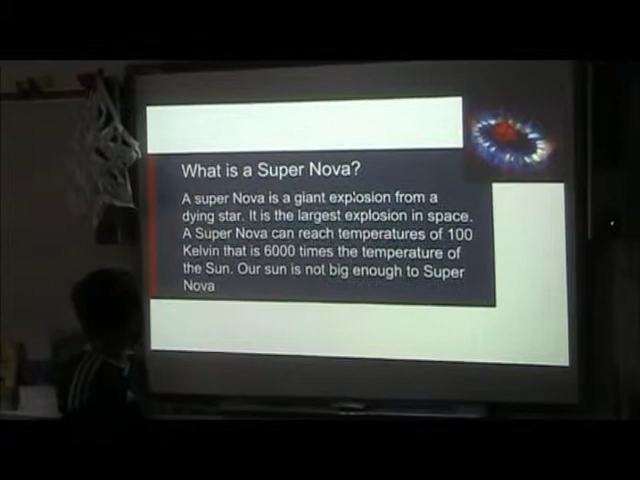 What is a Super Nova?
A super Nova is a giant explosion from a
dying star. It is the largest explosion in space.
A Super Nova can reach temperatures of 100
Kelvin that is 6000 times the temperature of
the Sun. Our sun is not big enough to Super
Nova